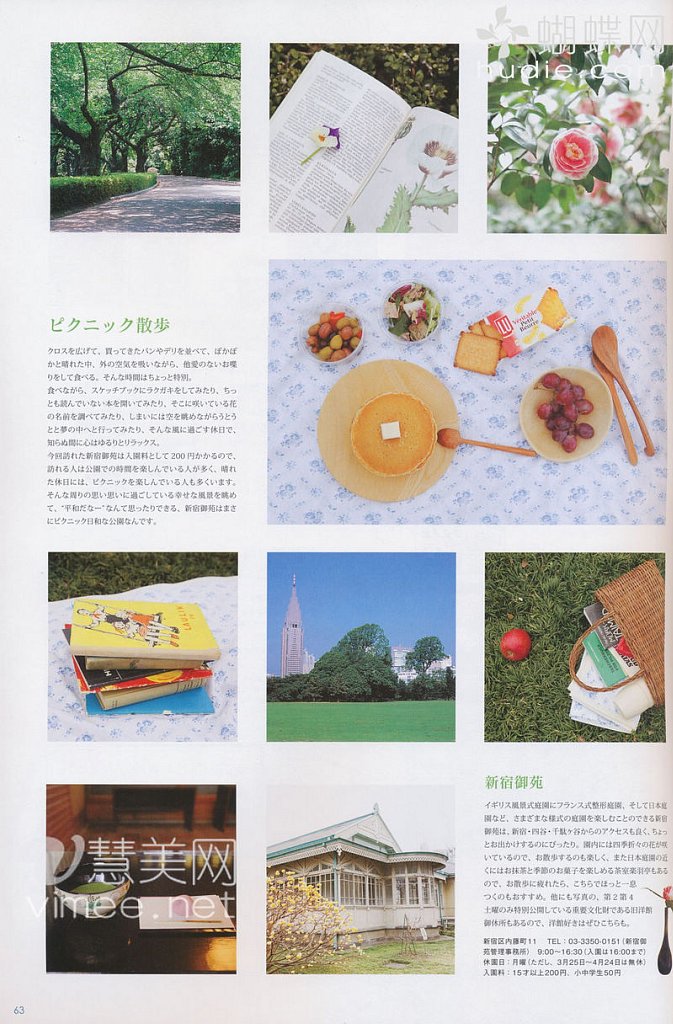 蝴蝶网
hudie.com
ピクニック散歩
クロスを広げて、買ってきたパンやデリを並べて、ぽかぽ
かと晴れた中、外の空気を吸いながら、他愛のないお喋
りをして食べる。そんな時間はちょっと特別。
食べながら、スケッチブックにラクガキをしてみたり、ちっ
とも読んでいない本を開いてみたり、そこに咲いている花
の名前を調べてみたり、しまいには空を眺めながらうとう
とと夢の中へと行ってみたり、そんな風に過ごす休日で、
知らぬ間に心はゆるりとリラックス。
今回訪れた新宿御苑は入園料として200円かかるので、
訪れる人は公園での時間を楽しんでいる人が多く、晴れ
た休日には、ピクニックを楽しんでいる人も多くいます。
そんな周りの思い思いに過ごしている幸せな風景を眺め
て、“平和だなー”なんて思ったりできる、新宿御苑はまさ
にピクニック日和な公園なんです。
LU
Véritable
Petit
Beurre
新宿御苑
イギリス風景式庭園にフランス式整形庭園、そして日本庭
園など、さまざまな様式の庭園を楽しむことのできる新宿
御苑は、新宿・四谷・千駄ヶ谷からのアクセスも良く、ちょっ
とお出かけするのにぴったり。園内には四季折々の花が咲
いているので、お散歩するのも楽しく、また日本庭園の近
くにはお抹茶と季節のお菓子を楽しめる茶室楽羽亭もある
ので、お散歩に疲れたら、こちらでほっと一息
つくのもおすすめ。他にも写真の、第2第4
土曜のみ特別公開している重要文化財である旧洋館
御休所もあるので、洋館好きはぜひこちらも。
新宿区内藤町11 TEL：03-3350-0151（新宿御
苑管理事務所） 9:00〜16:30（入園は16:00まで）
休園日：月曜（ただし、3月25日〜4月24日は無休）
入園料：15才以上200円、小中学生50円
慧美网
vimee.net
63